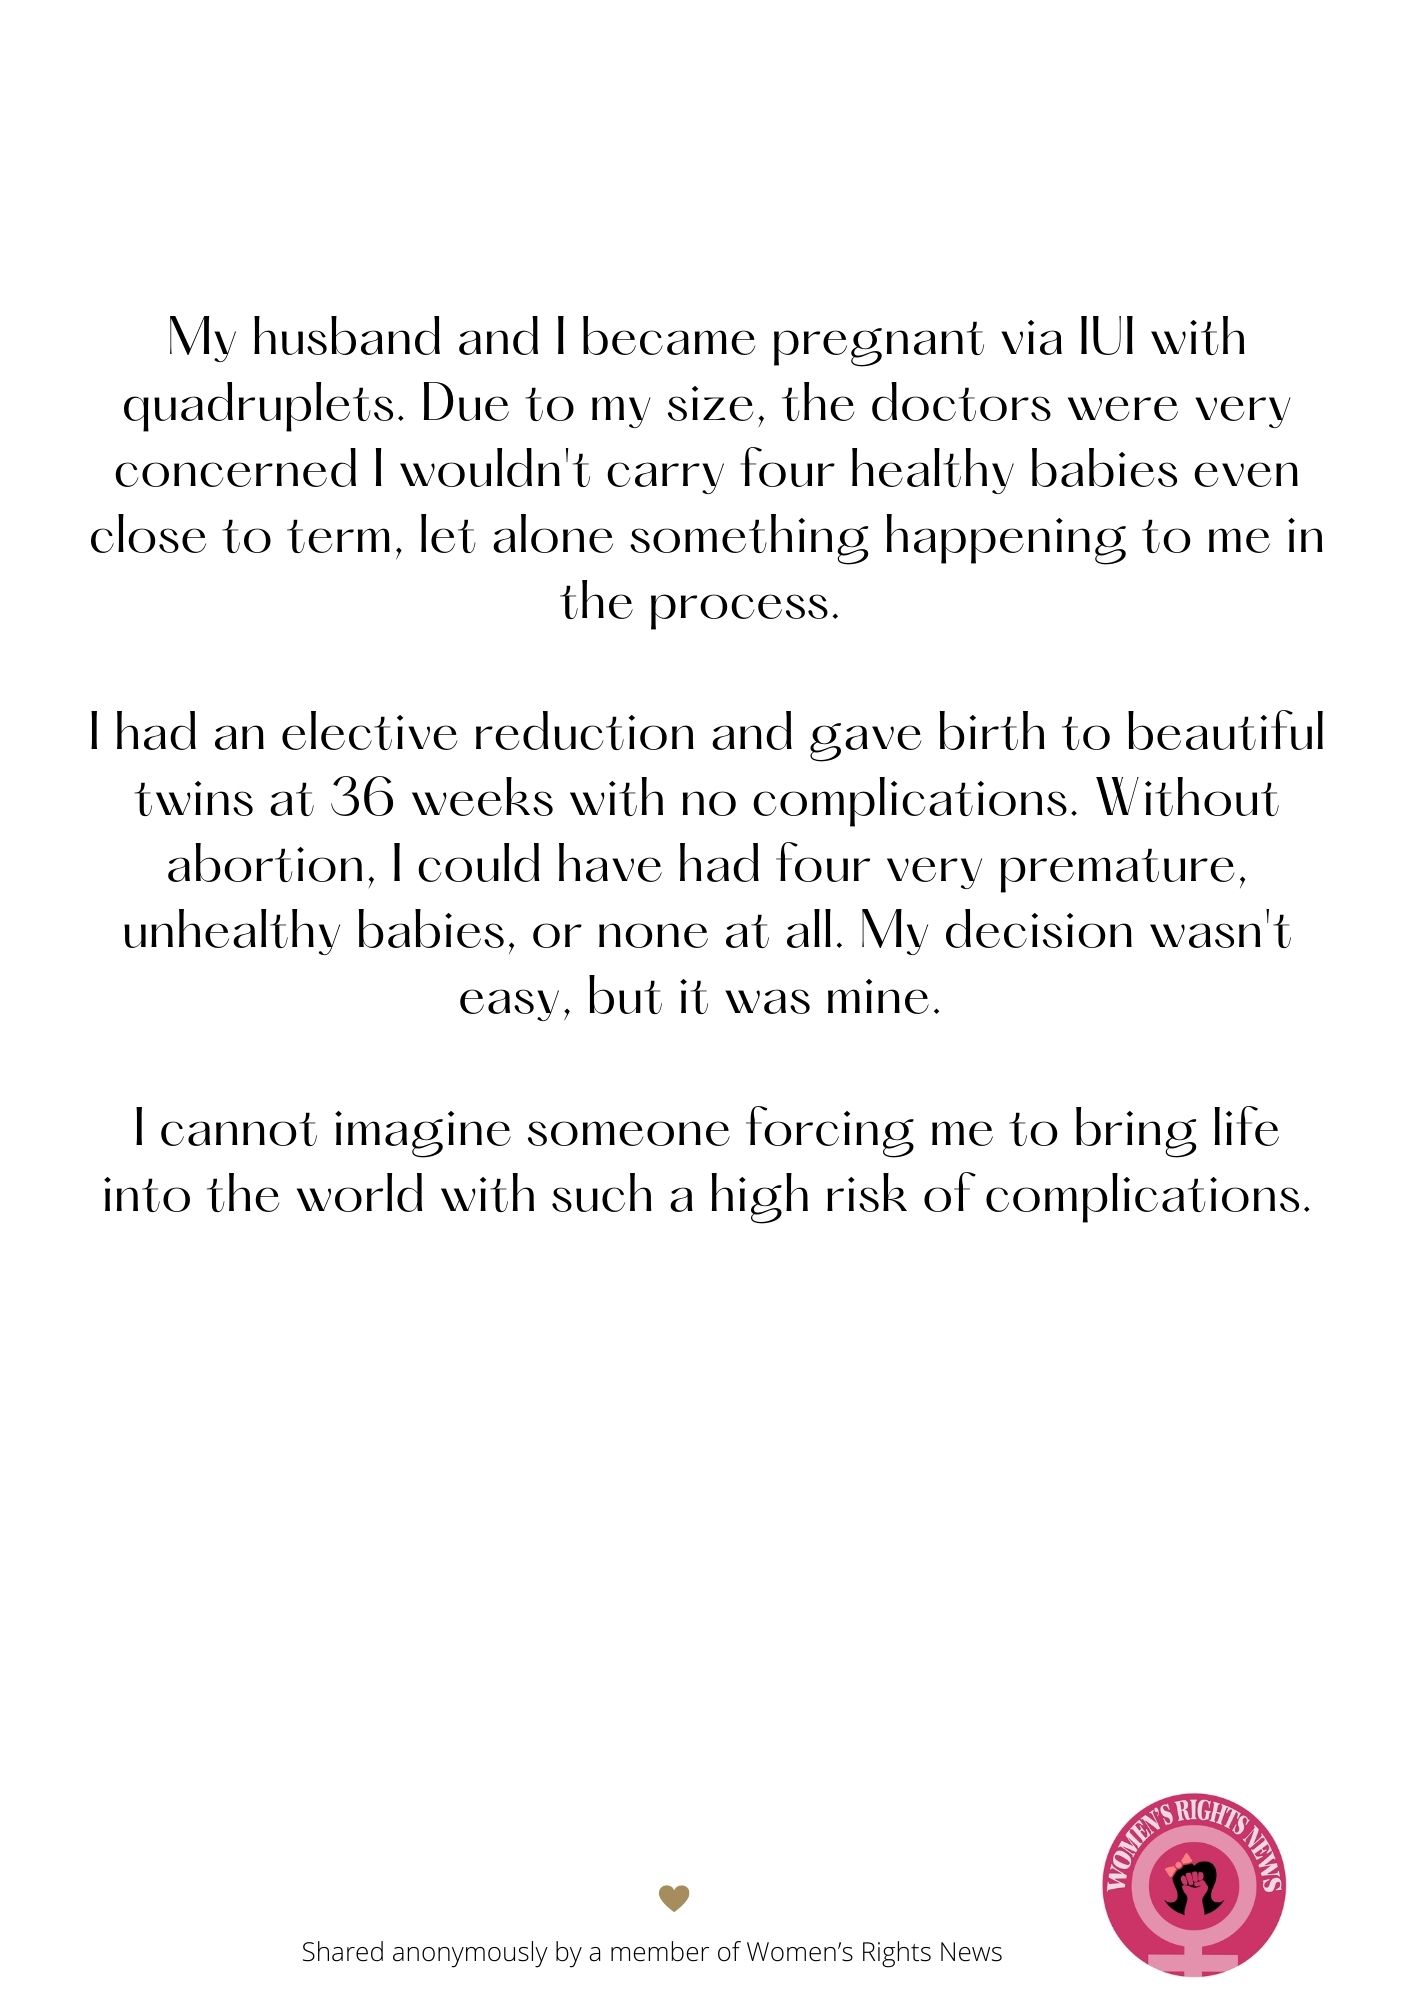 My husband and I became pregnant via IUI with
quadruplets. Due to my size, the doctors were very
concerned I wouldn't carry four healthy babies even
close to term, let alone something happening to me in
the process.
I had an elective reduction and gave birth to beautiful
twins at 36 weeks with no complications. Without
abortion, I could have had four very premature,
unhealthy babies, or none at all. My decision wasn't
easy, but it was mine.
I cannot imagine someone forcing me to bring life
into the world with such a high risk of complications.
WOMEN'S RIGHTS NEWS
Shared anonymously by a member of Women’s Rights News